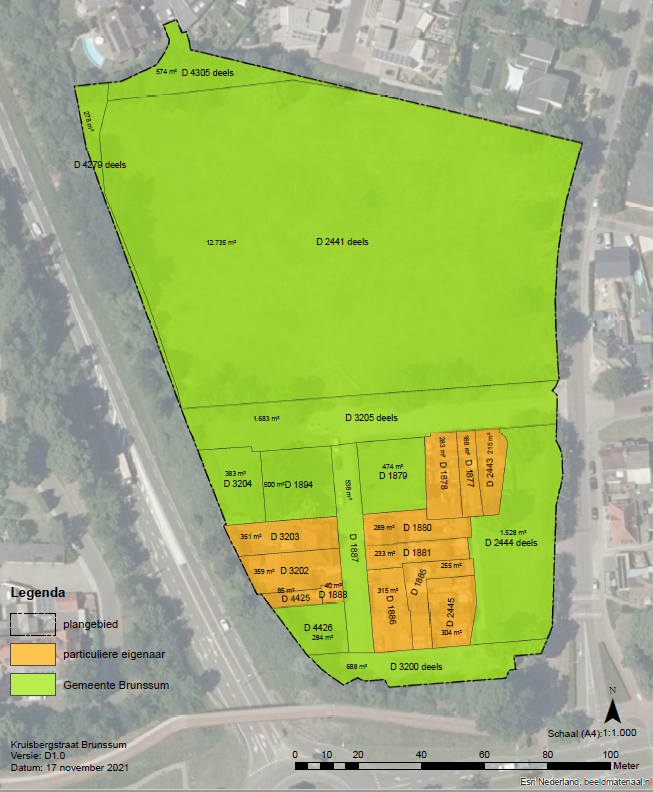 574 m² D 4305 deels
278 m²
D 4279 deels
12.735 m² D 2441 deels
1.683 m² D 3205 deels
383 m²
D 3204
500 m² D 1894
474 m²
D 1879
D 1878
D 1877
D 2443 215 m²
D 1887
1.528 m²
D 2444 deels
351 m² D 3203
289 m² D 1880
233 m² D 1881
255 m²
359 m² D 3202
85 m²
D 4425
40 m²
D 1888
315 m²
D 1886
D 1885
D 2445
304 m²
D 4426
284 m²
688 m² D 3200 deels
Legenda
plangebied
particuliere eigenaar
Gemeente Brunssum
Kruisbergstraat Brunssum
Versie: D1.0
Datum: 17 november 2021
N
Schaal (A4):1:1.000
0 10 20 40 60 80 100
Meter
Esri Nederland, beeldmateriaal.nl